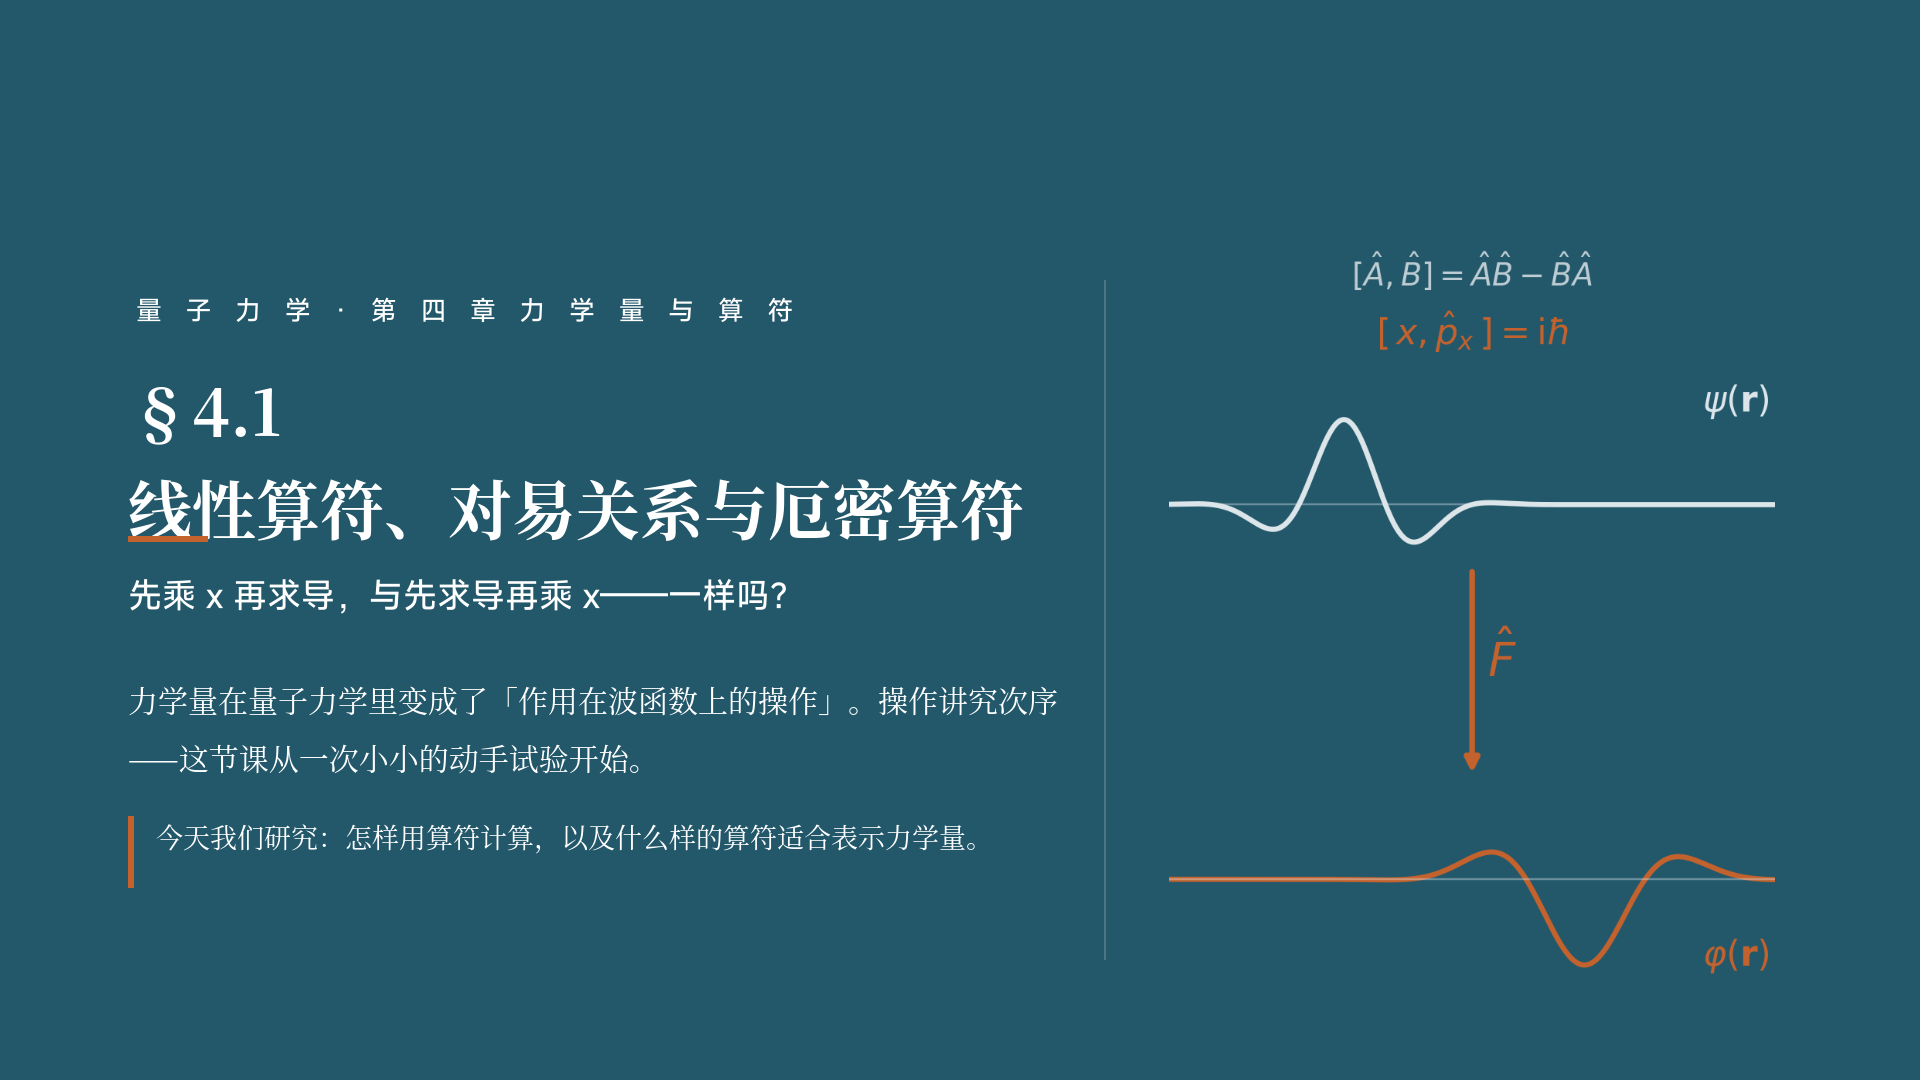 量子力学·第四章力学量与算符
§ 4.1
线性算符、对易关系与厄密算符
先乘 x 再求导，与先求导再乘 x——一样吗？
力学量在量子力学里变成了「作用在波函数上的操作」。操作讲究次序
——这节课从一次小小的动手试验开始。
今天我们研究：怎样用算符计算，以及什么样的算符适合表示力学量。
[Â, B̂] = ÂB̂ − B̂Â
[ x, p̂ₓ ] = iħ
ψ(r)
F̂
φ(r)